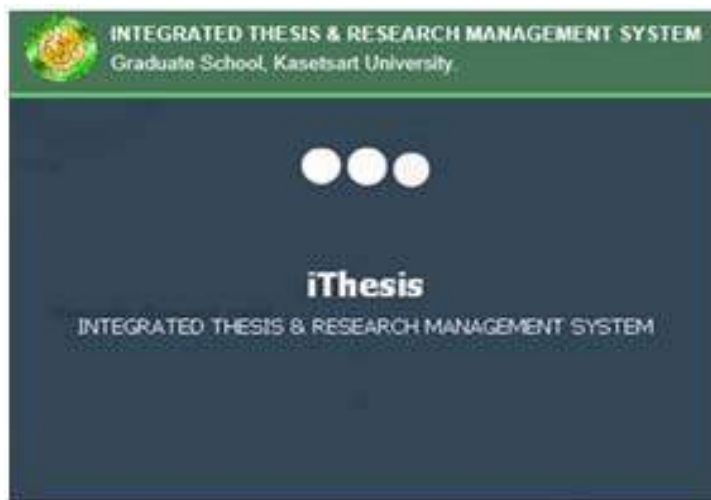 INTEGRATED THESIS & RESEARCH MANAGEMENT SYSTEM
Graduate School, Kasetsart University.
iThesis
INTEGRATED THESIS & RESEARCH MANAGEMENT SYSTEM